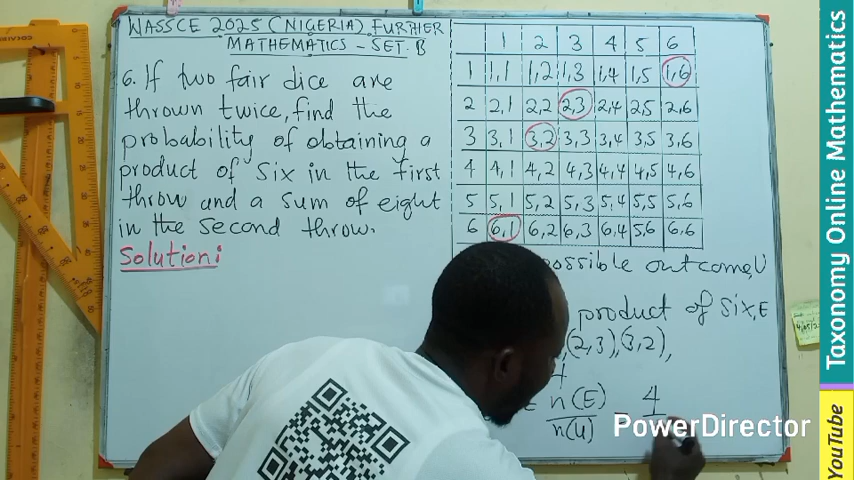 WASSCE 2025 (NIGERIA) FURTHER
MATHEMATICS - SET. B
6. If two fair dice are
thrown twice, find the
probability of obtaining a
product of six in the first
throw and a sum of eight
in the second throw.
Solution:
1 2 3 4 5 6
1 1,1 1,2 1,3 1,4 1,5 1,6
2 2,1 2,2 2,3 2,4 2,5 2,6
3 3,1 3,2 3,3 3,4 3,5 3,6
4 4,1 4,2 4,3 4,4 4,5 4,6
5 5,1 5,2 5,3 5,4 5,5 5,6
6 6,1 6,2 6,3 6,4 5,6 6,6
possible outcome, U
product of six, E
(2,3), (3,2),
4
= n(E)/n(U) = 4
PowerDirector
Taxonomy Online Mathematics
YouTube